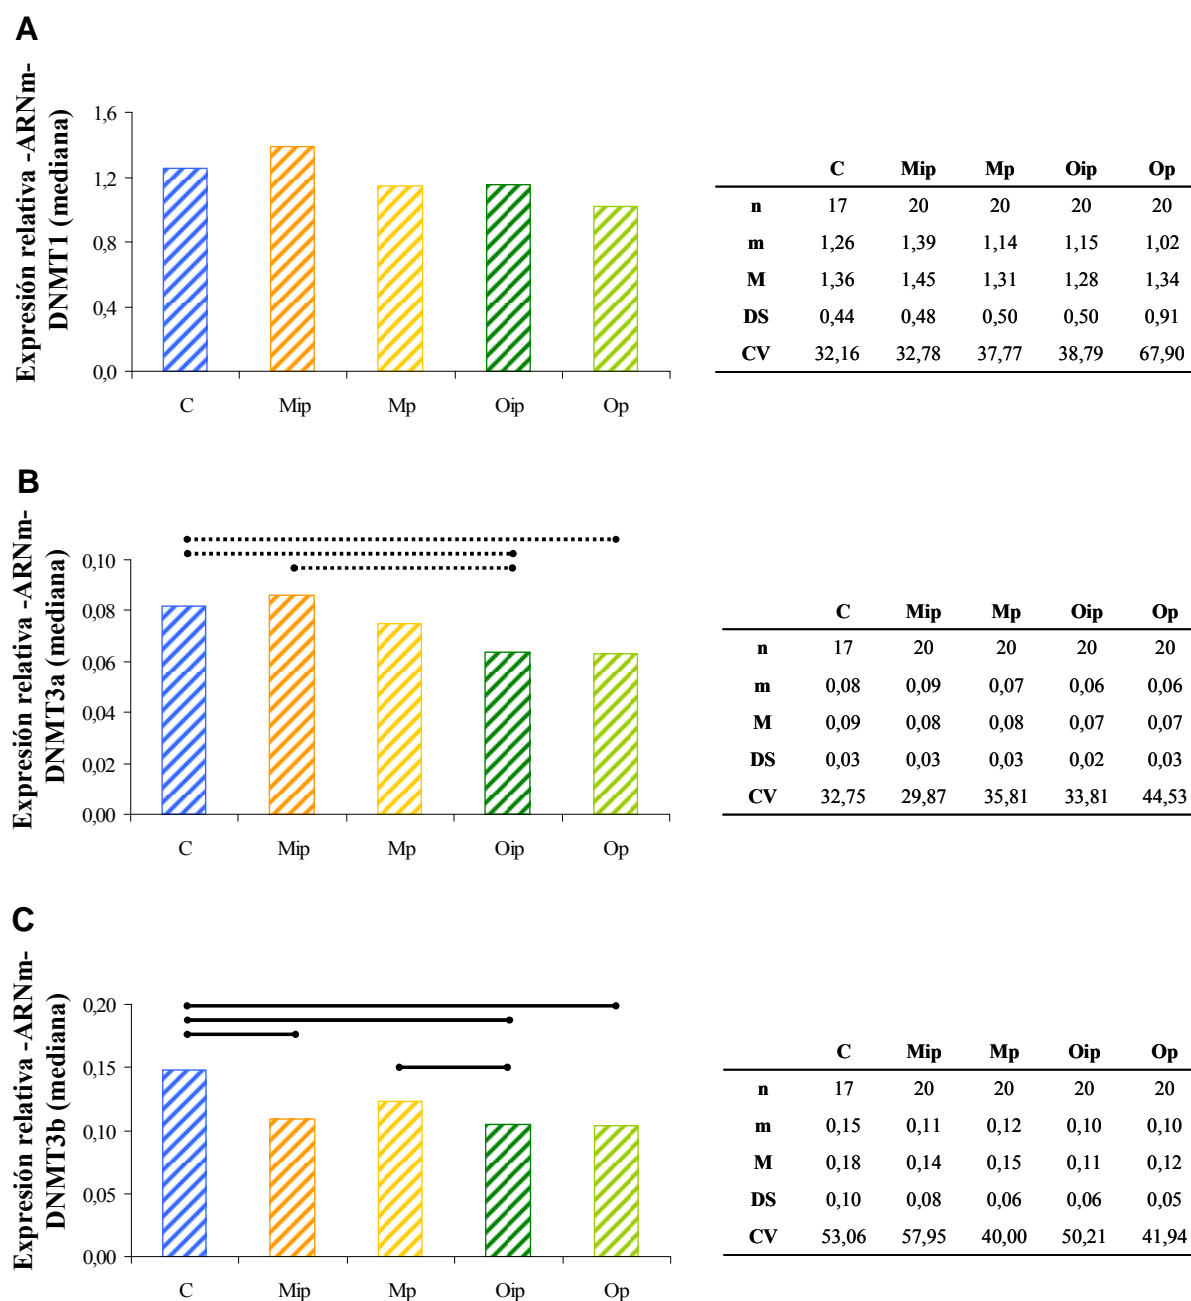 A
Expresión relativa -ARNm-
DNMT1 (mediana)
1,6
1,2
0,8
0,4
0,0
C Mip Mp Oip Op
C Mip Mp Oip Op
n 17 20 20 20 20
m 1,26 1,39 1,14 1,15 1,02
M 1,36 1,45 1,31 1,28 1,34
DS 0,44 0,48 0,50 0,50 0,91
CV 32,16 32,78 37,77 38,79 67,90
B
Expresión relativa -ARNm-
DNMT3a (mediana)
0,10
0,08
0,06
0,04
0,02
0,00
C Mip Mp Oip Op
C Mip Mp Oip Op
n 17 20 20 20 20
m 0,08 0,09 0,07 0,06 0,06
M 0,09 0,08 0,08 0,07 0,07
DS 0,03 0,03 0,03 0,02 0,03
CV 32,75 29,87 35,81 33,81 44,53
C
Expresión relativa -ARNm-
DNMT3b (mediana)
0,20
0,15
0,10
0,05
0,00
C Mip Mp Oip Op
C Mip Mp Oip Op
n 17 20 20 20 20
m 0,15 0,11 0,12 0,10 0,10
M 0,18 0,14 0,15 0,11 0,12
DS 0,10 0,08 0,06 0,06 0,05
CV 53,06 57,95 40,00 50,21 41,94